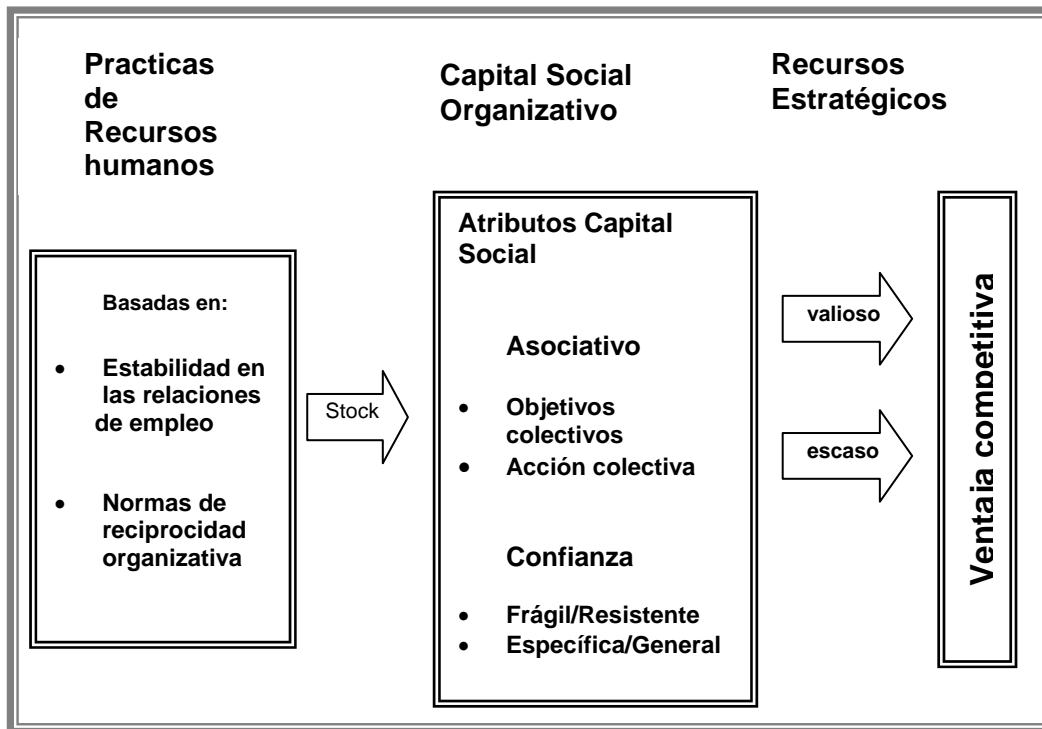 Practicas
de
Recursos
humanos
Capital Social
Organizativo
Recursos
Estratégicos
Basadas en:
• Estabilidad en
las relaciones
de empleo
• Normas de
reciprocidad
organizativa
Stock
Atributos Capital
Social
Asociativo
• Objetivos
colectivos
• Acción colectiva
Confianza
• Frágil/Resistente
• Específica/General
valioso
escaso
Ventaja competitiva